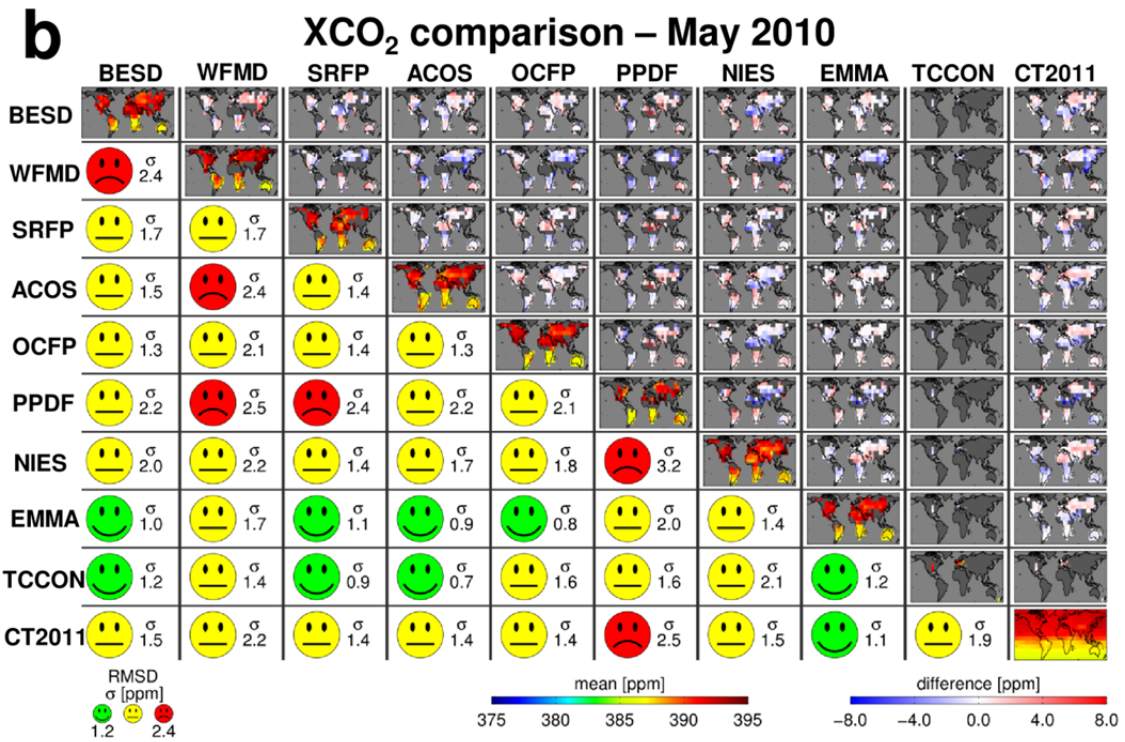 b
XCO₂ comparison – May 2010
BESD WFMD SRFP ACOS OCFP PPDF NIES EMMA TCCON CT2011
BESD
WFMD σ 2.4
SRFP σ 1.7 σ 1.7
ACOS σ 1.5 σ 2.4 σ 1.4
OCFP σ 1.3 σ 2.1 σ 1.4 σ 1.3
PPDF σ 2.2 σ 2.5 σ 2.4 σ 2.2 σ 2.1
NIES σ 2.0 σ 2.2 σ 1.4 σ 1.7 σ 1.8 σ 3.2
EMMA σ 1.0 σ 1.7 σ 1.1 σ 0.9 σ 0.8 σ 2.0 σ 1.4
TCCON σ 1.2 σ 1.4 σ 0.9 σ 0.7 σ 1.6 σ 1.6 σ 2.1 σ 1.2
CT2011 σ 1.5 σ 2.2 σ 1.4 σ 1.4 σ 1.4 σ 2.5 σ 1.5 σ 1.1 σ 1.9
RMSD
σ [ppm]
1.2 2.4
mean [ppm]
375 380 385 390 395
difference [ppm]
-8.0 -4.0 0.0 4.0 8.0